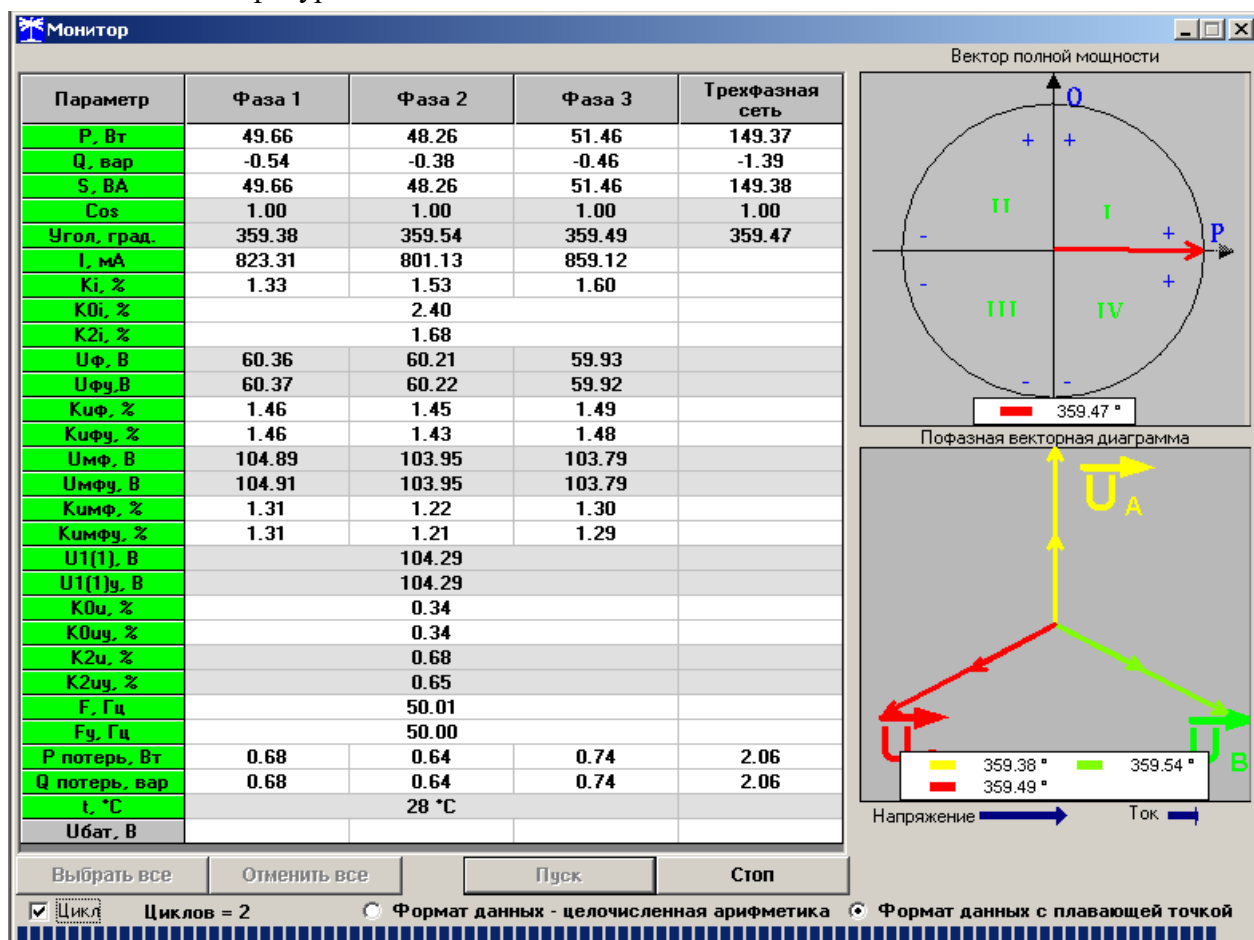 Монитор
Параметр Фаза 1 Фаза 2 Фаза 3 Трехфазная сеть
P, Вт 49.66 48.26 51.46 149.37
Q, вар -0.54 -0.38 -0.46 -1.39
S, ВА 49.66 48.26 51.46 149.38
Cos 1.00 1.00 1.00 1.00
Угол, град. 359.38 359.54 359.49 359.47
I, мА 823.31 801.13 859.12
Ki, % 1.33 1.53 1.60
K0i, % 2.40
K2i, % 1.68
Uф, В 60.36 60.21 59.93
Uфу,В 60.37 60.22 59.92
Kuф, % 1.46 1.45 1.49
Kuфу, % 1.46 1.43 1.48
Uмф, В 104.89 103.95 103.79
Uмфу, В 104.91 103.95 103.79
Kuмф, % 1.31 1.22 1.30
Kuмфу, % 1.31 1.21 1.29
U1(1), В 104.29
U1(1)у, В 104.29
K0u, % 0.34
K0uy, % 0.34
K2u, % 0.68
K2uy, % 0.65
F, Гц 50.01
Fy, Гц 50.00
P потерь, Вт 0.68 0.64 0.74 2.06
Q потерь, вар 0.68 0.64 0.74 2.06
t, °C 28 °C
Uбат, В
Вектор полной мощности
Q
+ +
II I
- + P
- +
III IV
- -
359.47 °
Пофазная векторная диаграмма
U A
U U B
359.38 ° 359.54 °
359.49 °
Напряжение Ток
Выбрать все Отменить все Пуск Стоп
Цикл Циклов = 2 Формат данных - целочисленная арифметика Формат данных с плавающей точкой